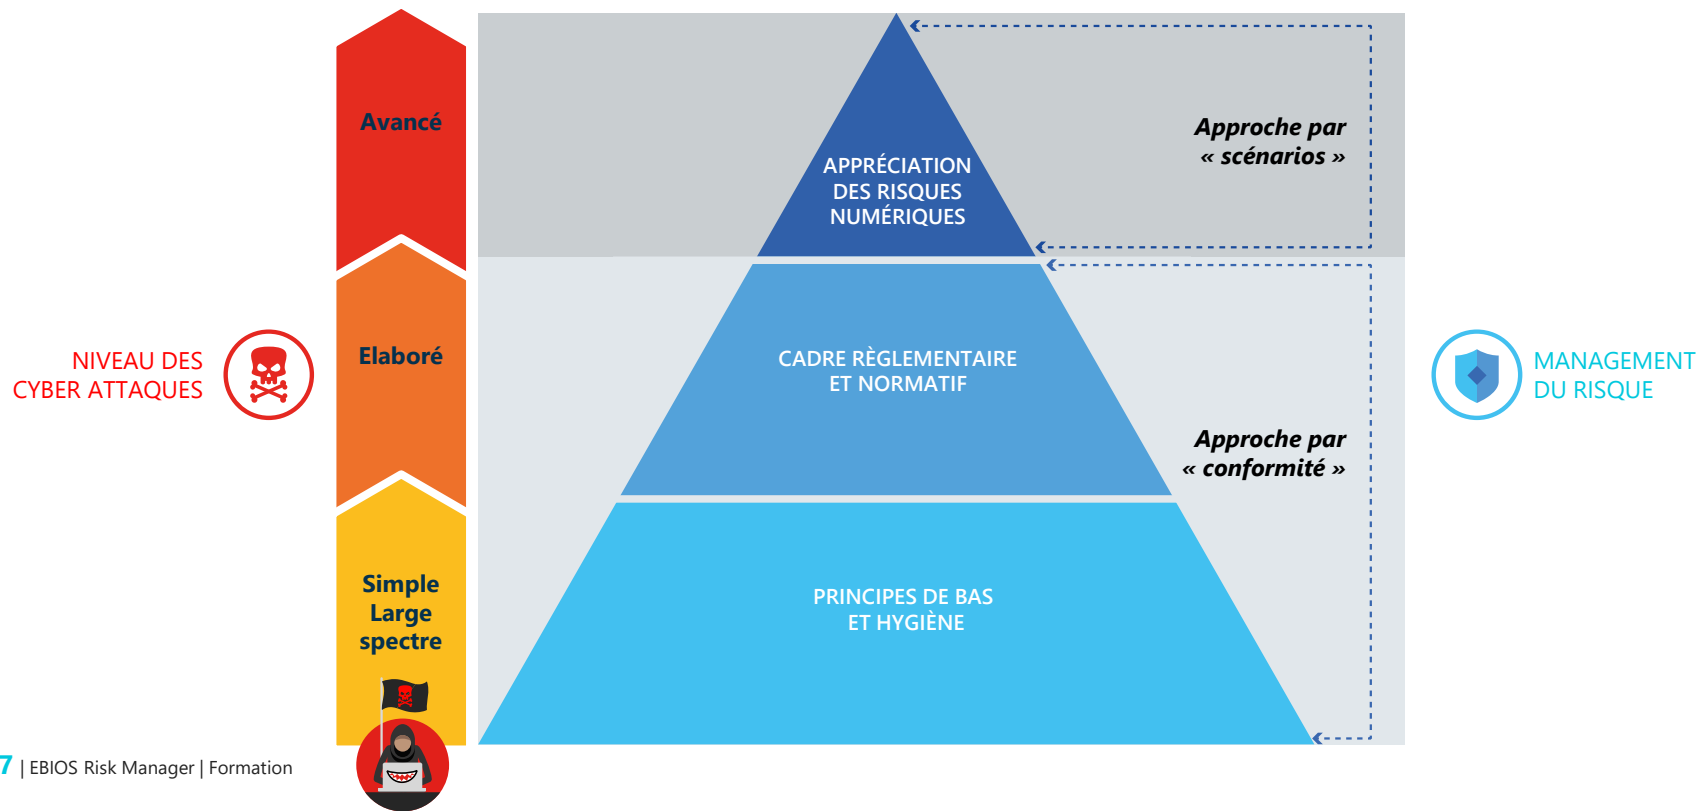 Avancé
APPRÉCIATION
DES RISQUES
NUMÉRIQUES
Approche par
« scénarios »
NIVEAU DES
CYBER ATTAQUES
Elaboré
CADRE RÈGLEMENTAIRE
ET NORMATIF
MANAGEMENT
DU RISQUE
Approche par
« conformité »
Simple
Large
spectre
PRINCIPES DE BAS
ET HYGIÈNE
7 | EBIOS Risk Manager | Formation